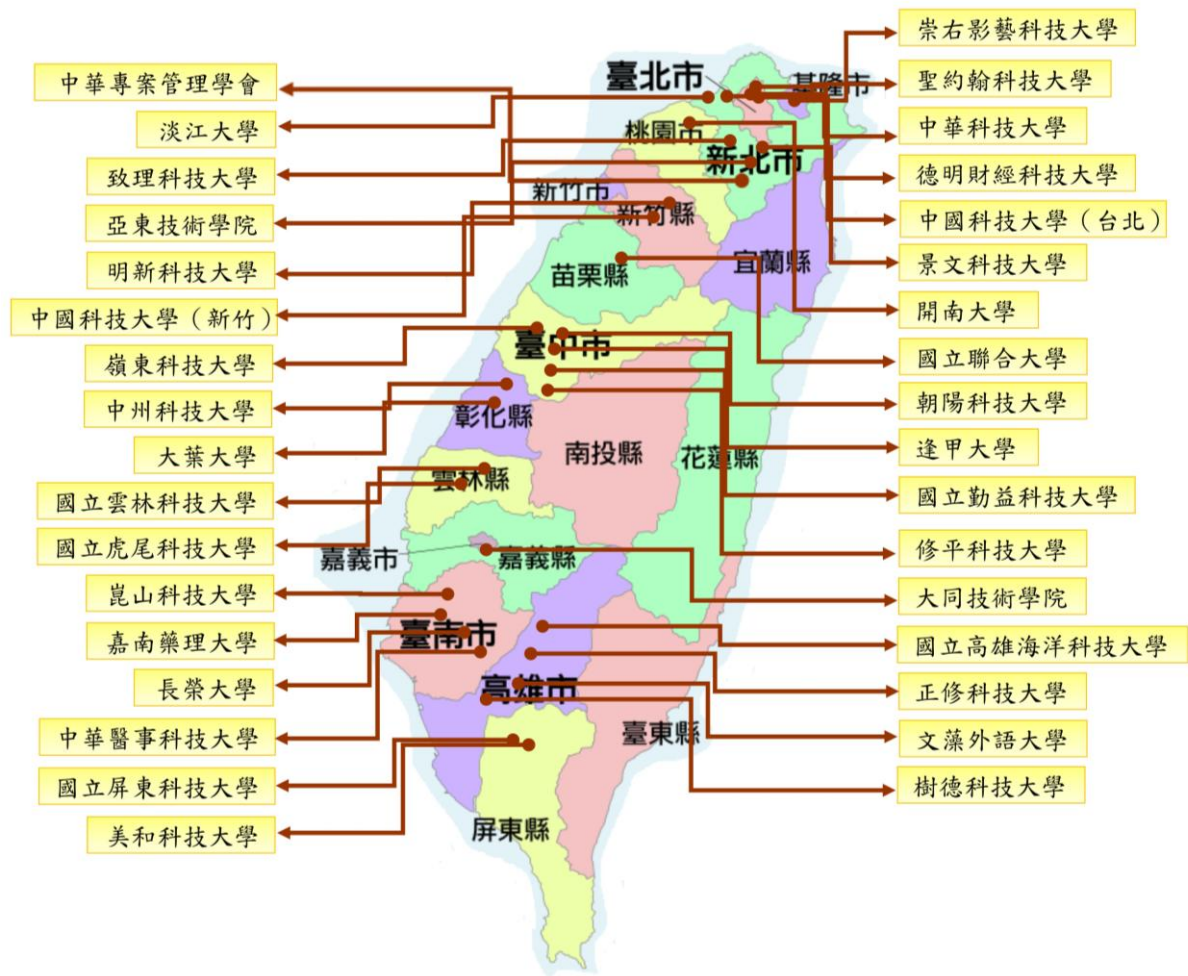 中華專案管理學會
淡江大學
致理科技大學
亞東技術學院
明新科技大學
中國科技大學（新竹）
嶺東科技大學
中州科技大學
大葉大學
國立雲林科技大學
國立虎尾科技大學
崑山科技大學
嘉南藥理大學
長榮大學
中華醫事科技大學
國立屏東科技大學
美和科技大學
臺北市
基隆市
桃園市
新北市
新竹市
新竹縣
宜蘭縣
苗栗縣
臺中市
彰化縣
南投縣
花蓮縣
雲林縣
嘉義市
嘉義縣
臺南市
高雄市
臺東縣
屏東縣
崇右影藝科技大學
聖約翰科技大學
中華科技大學
德明財經科技大學
中國科技大學（台北）
景文科技大學
開南大學
國立聯合大學
朝陽科技大學
逢甲大學
國立勤益科技大學
修平科技大學
大同技術學院
國立高雄海洋科技大學
正修科技大學
文藻外語大學
樹德科技大學